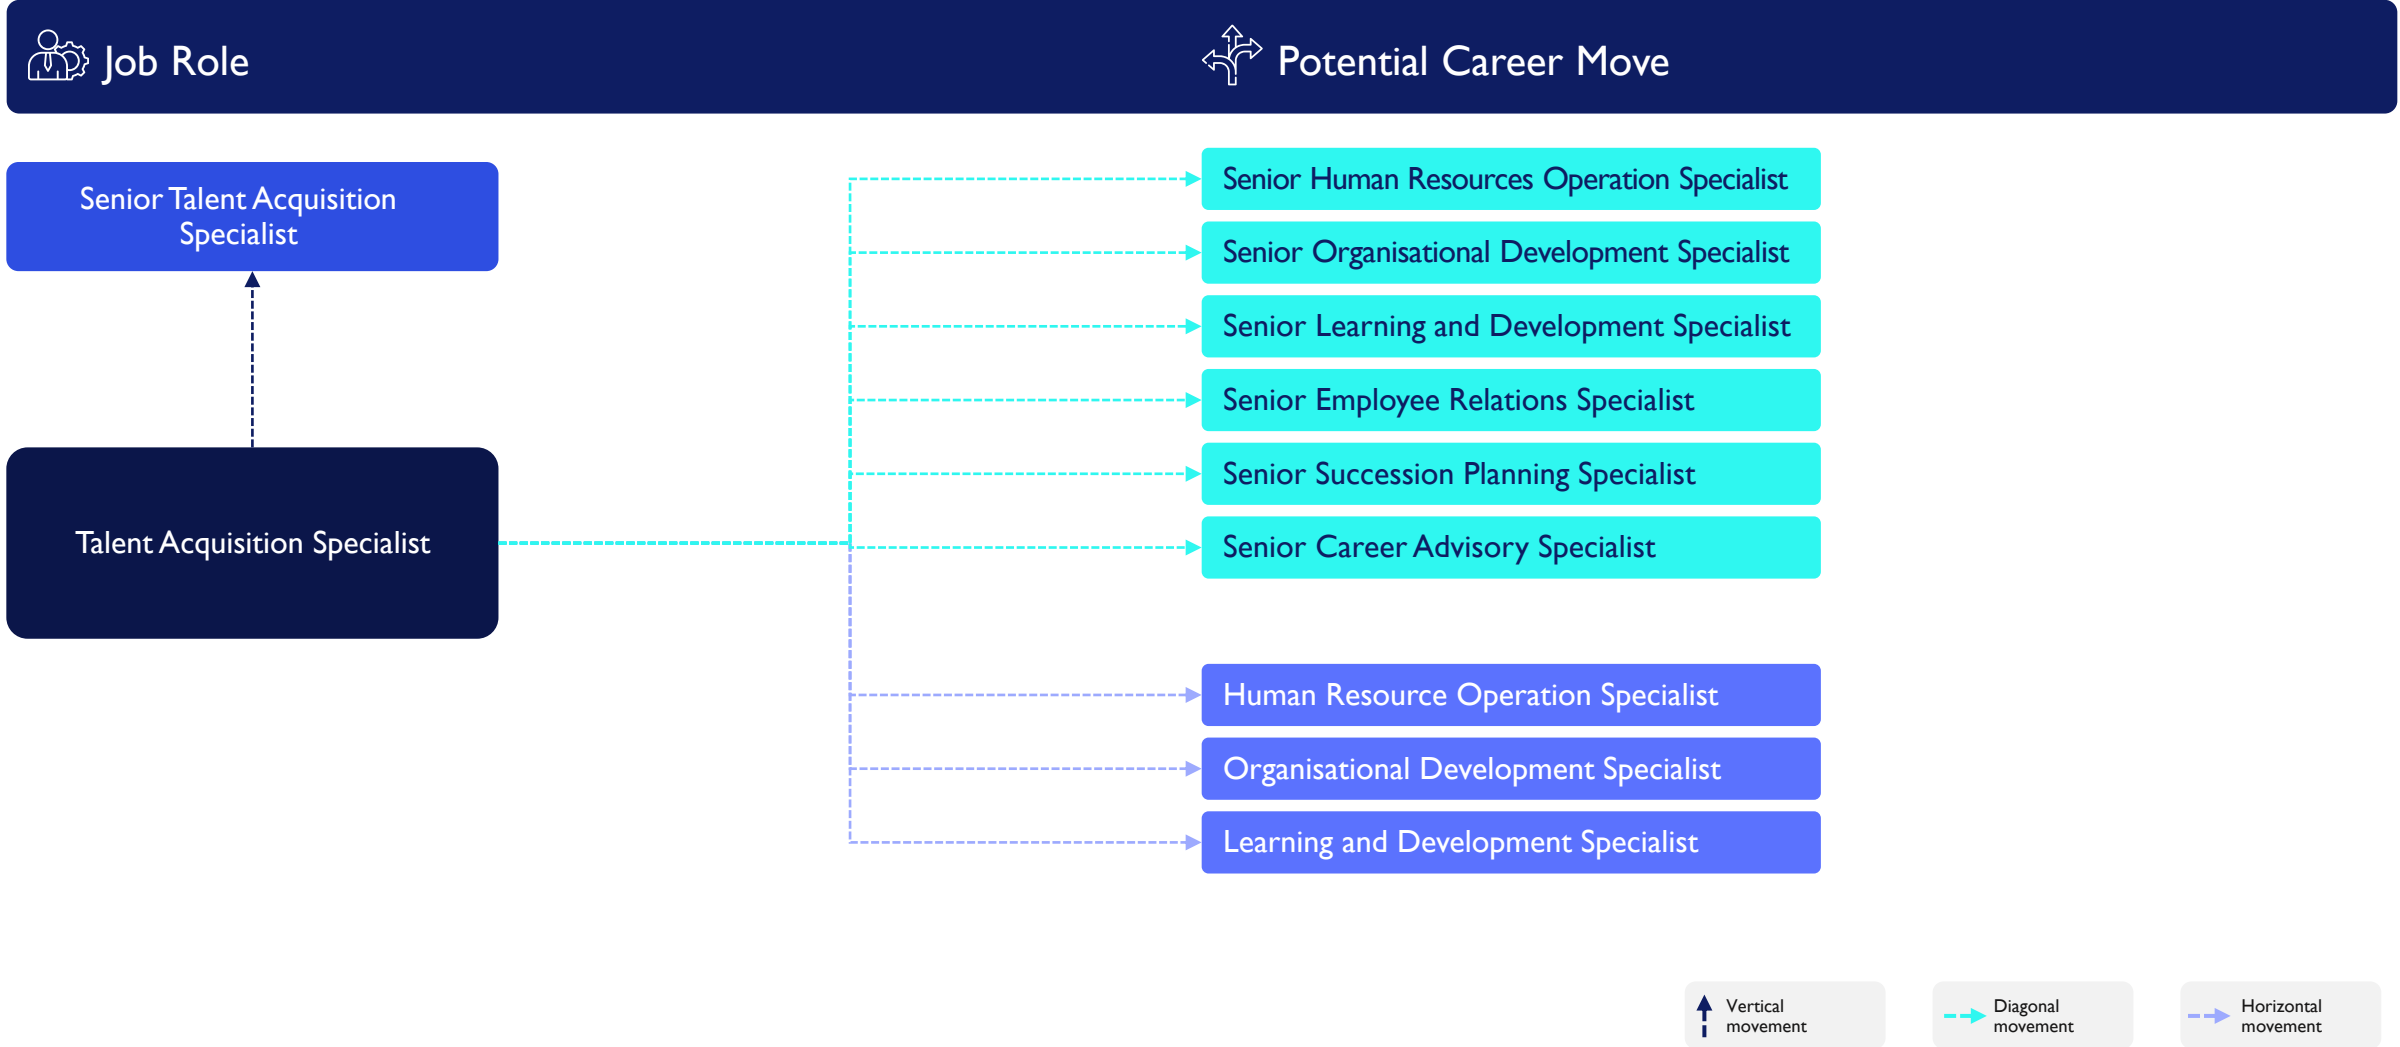 Job Role
Potential Career Move
Senior Talent Acquisition
Specialist
Talent Acquisition Specialist
Senior Human Resources Operation Specialist
Senior Organisational Development Specialist
Senior Learning and Development Specialist
Senior Employee Relations Specialist
Senior Succession Planning Specialist
Senior Career Advisory Specialist
Human Resource Operation Specialist
Organisational Development Specialist
Learning and Development Specialist
Vertical
movement
Diagonal
movement
Horizontal
movement